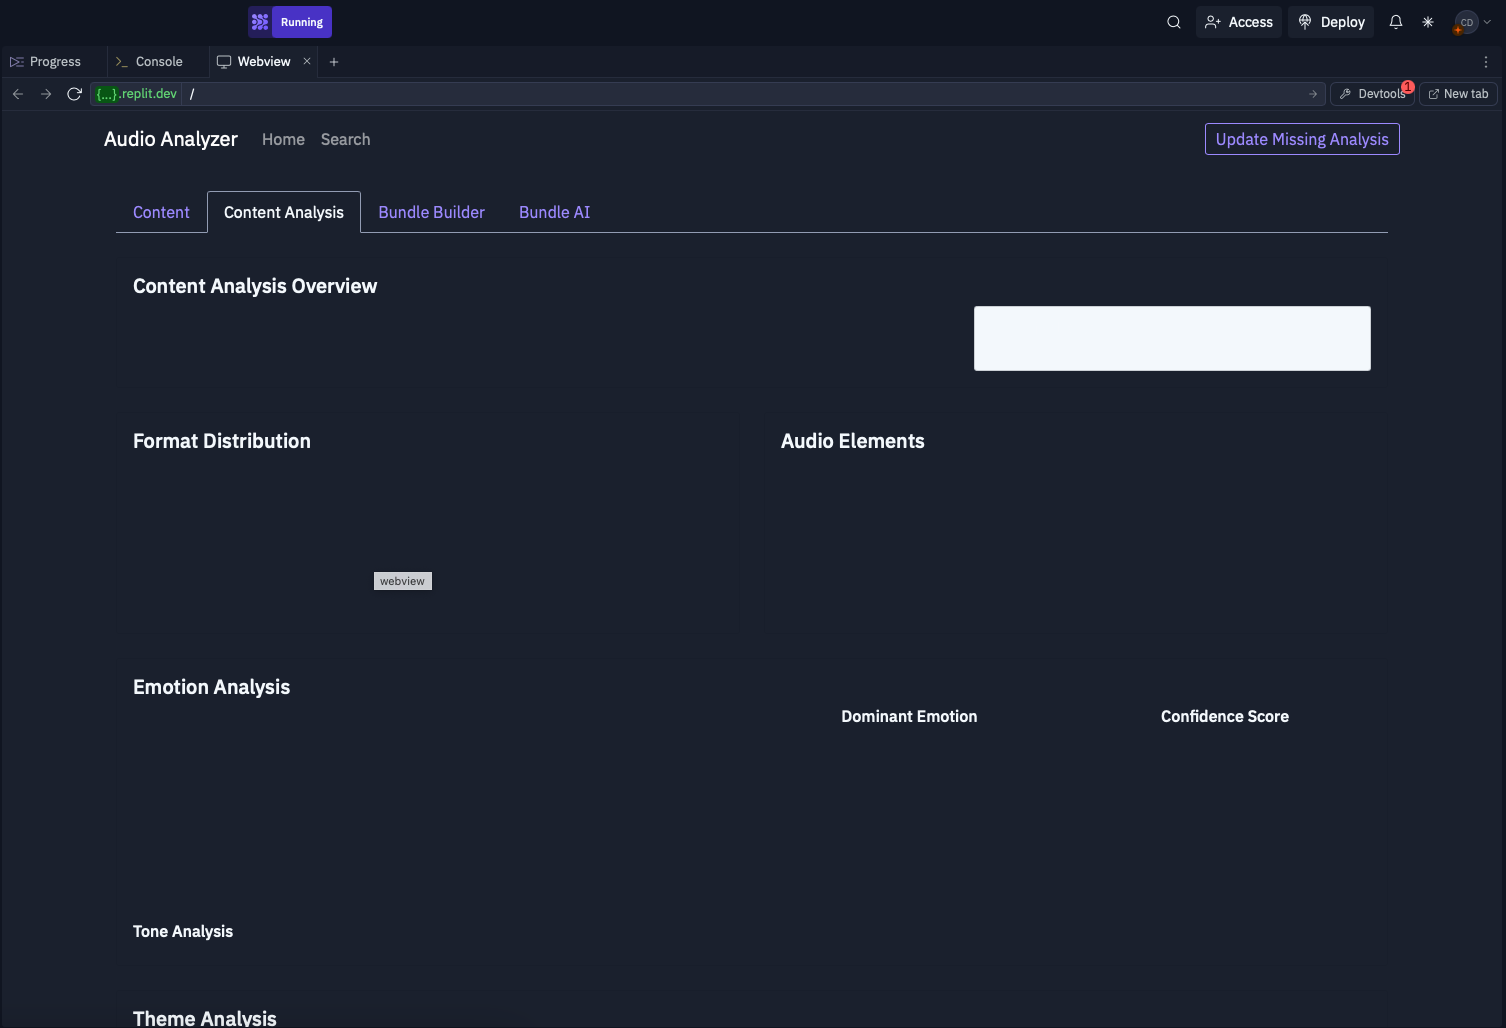 Running
Access
Deploy
CD
Progress
Console
Webview
{...}.replit.dev /
Devtools
1
New tab
Audio Analyzer
Home
Search
Update Missing Analysis
Content
Content Analysis
Bundle Builder
Bundle AI
Content Analysis Overview
Format Distribution
Audio Elements
webview
Emotion Analysis
Dominant Emotion
Confidence Score
Tone Analysis
Theme Analysis